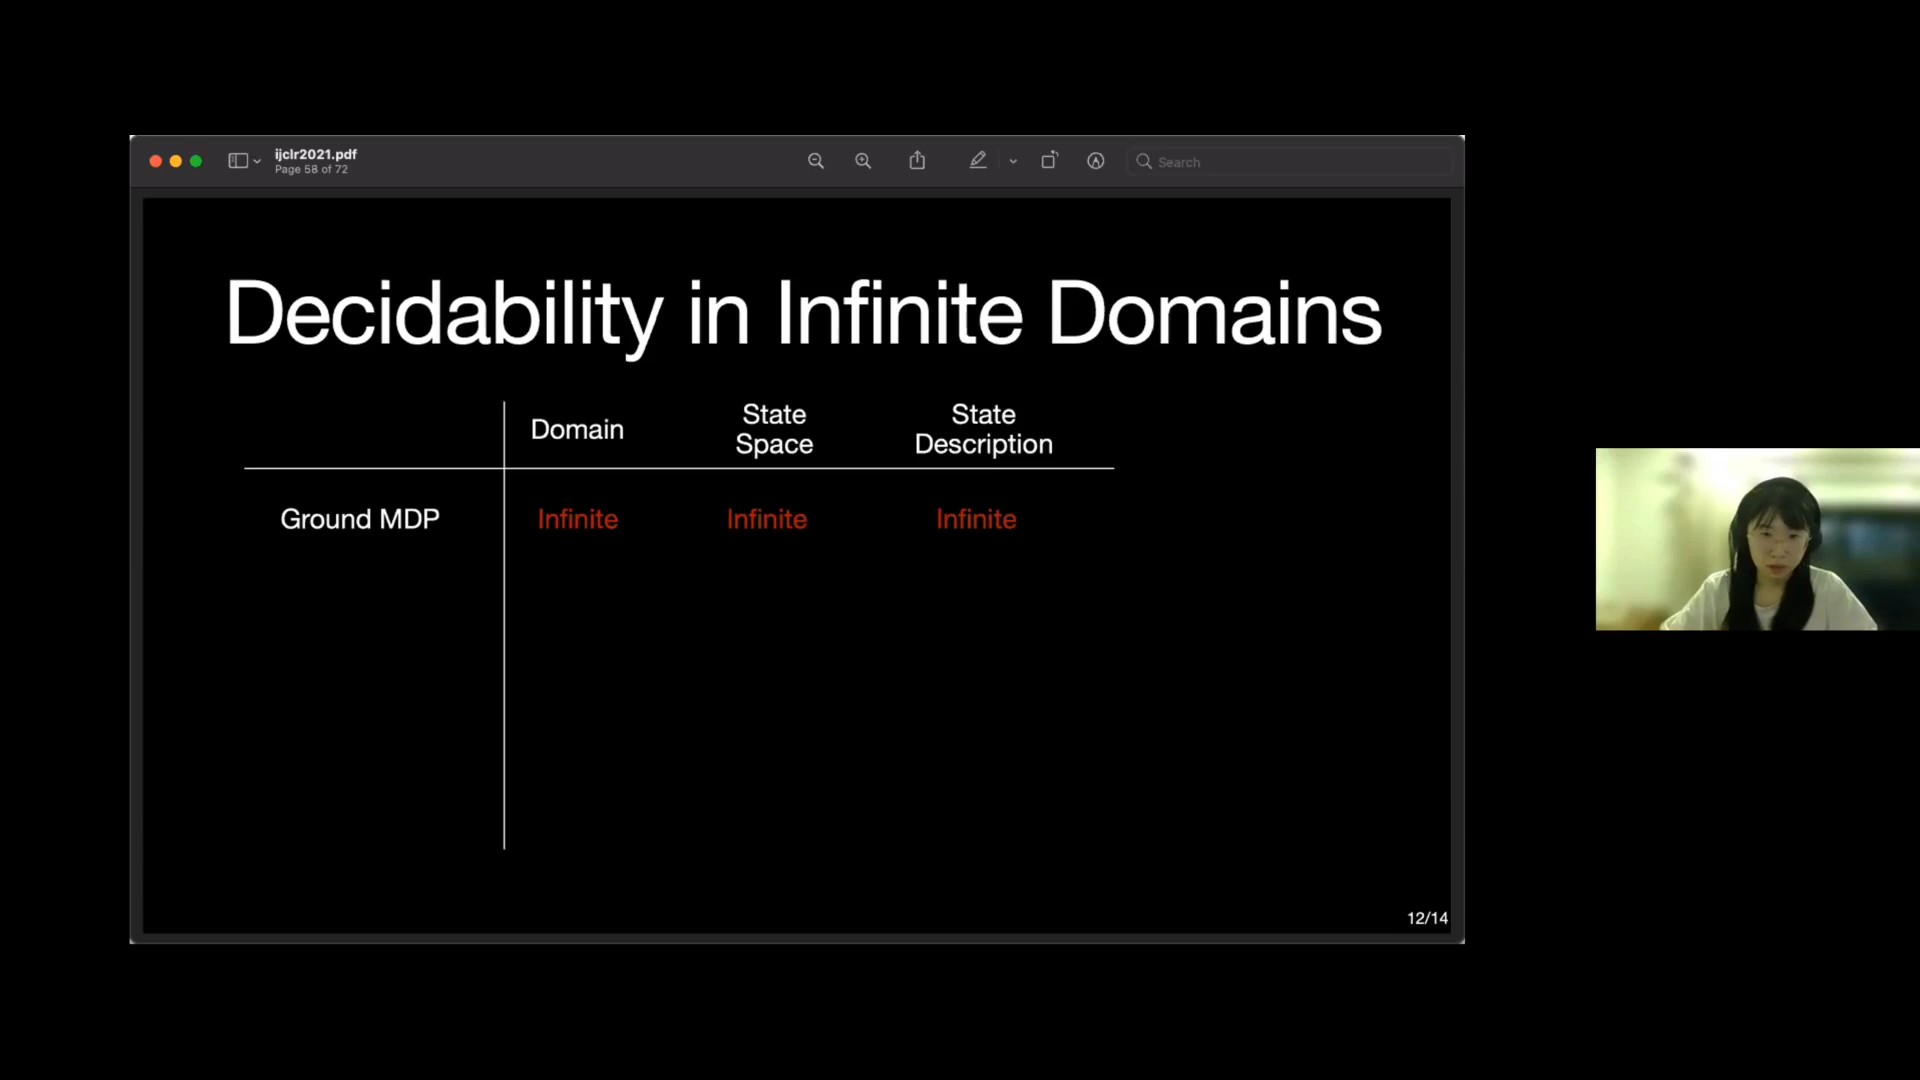 ijclr2021.pdf
Page 58 of 72
Search
Decidability in Infinite Domains
Domain
State
Space
State
Description
Ground MDP
Infinite
Infinite
Infinite
12/14